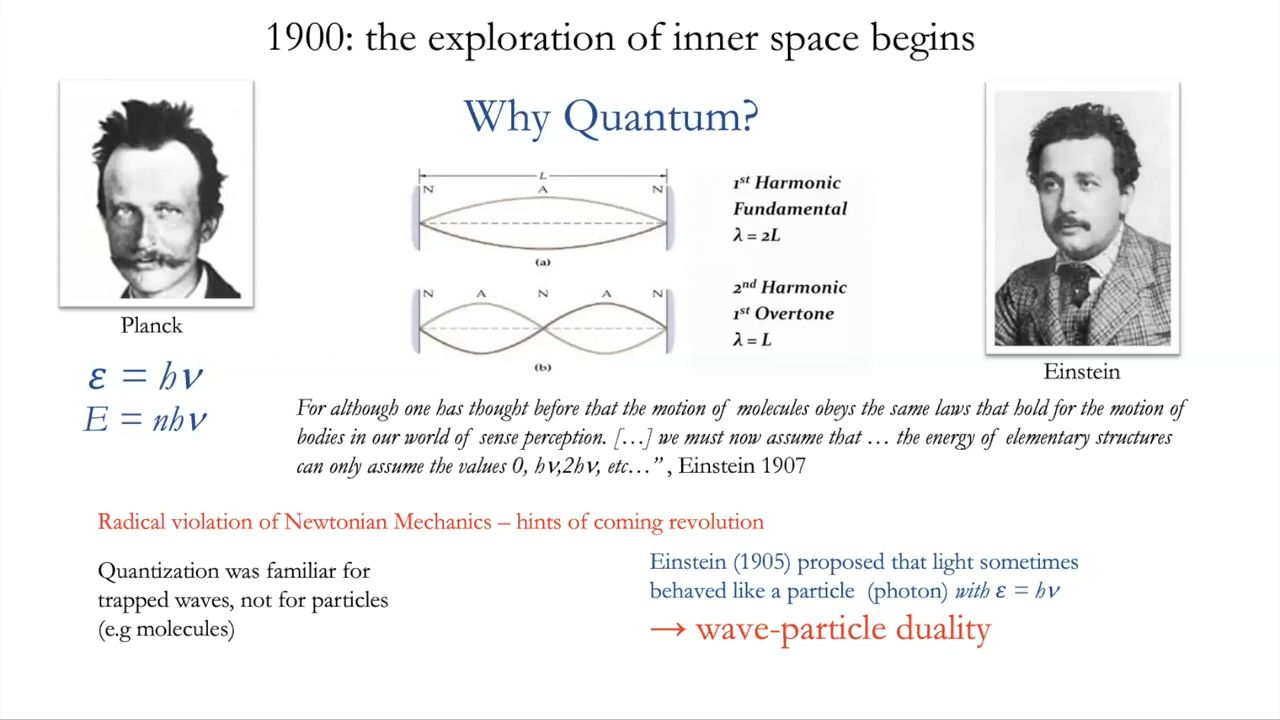 1900: the exploration of inner space begins
Why Quantum?
L
N A N
(a)
N A N A N
(b)
1st Harmonic
Fundamental
λ = 2L
2nd Harmonic
1st Overtone
λ = L
Planck
ε = hν
E = nhν
Einstein
For although one has thought before that the motion of molecules obeys the same laws that hold for the motion of
bodies in our world of sense perception. […] we must now assume that … the energy of elementary structures
can only assume the values 0, hν,2hν, etc…” , Einstein 1907
Radical violation of Newtonian Mechanics – hints of coming revolution
Quantization was familiar for
trapped waves, not for particles
(e.g molecules)
Einstein (1905) proposed that light sometimes
behaved like a particle (photon) with ε = hν
→ wave-particle duality